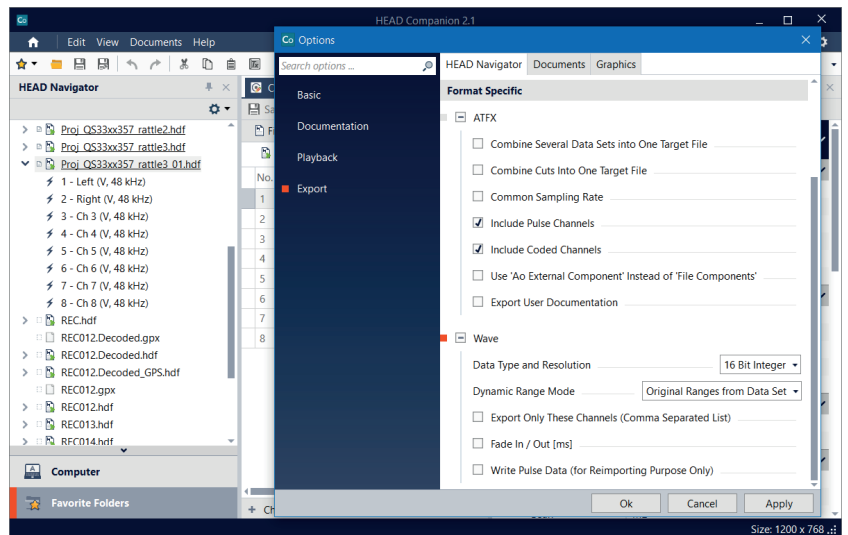 Co HEAD Companion 2.1
Edit View Documents Help
HEAD Navigator
Proj_QS33xx357_rattle2.hdf
Proj_QS33xx357_rattle3.hdf
Proj_QS33xx357_rattle3_01.hdf
1 - Left (V, 48 kHz)
2 - Right (V, 48 kHz)
3 - Ch 3 (V, 48 kHz)
4 - Ch 4 (V, 48 kHz)
5 - Ch 5 (V, 48 kHz)
6 - Ch 6 (V, 48 kHz)
7 - Ch 7 (V, 48 kHz)
8 - Ch 8 (V, 48 kHz)
REC.hdf
REC012.Decoded.gpx
REC012.Decoded.hdf
REC012.Decoded_GPS.hdf
REC012.gpx
REC012.hdf
REC013.hdf
REC014.hdf
Computer
Favorite Folders
No.
1
2
3
4
5
6
7
8
Co Options
Search options ...
Basic
Documentation
Playback
Export
HEAD Navigator Documents Graphics
Format Specific
ATFX
Combine Several Data Sets into One Target File
Combine Cuts Into One Target File
Common Sampling Rate
Include Pulse Channels
Include Coded Channels
Use 'Ao External Component' Instead of 'File Components'
Export User Documentation
Wave
Data Type and Resolution 16 Bit Integer
Dynamic Range Mode Original Ranges from Data Set
Export Only These Channels (Comma Separated List)
Fade In / Out [ms]
Write Pulse Data (for Reimporting Purpose Only)
Ok Cancel Apply
Size: 1200 x 768